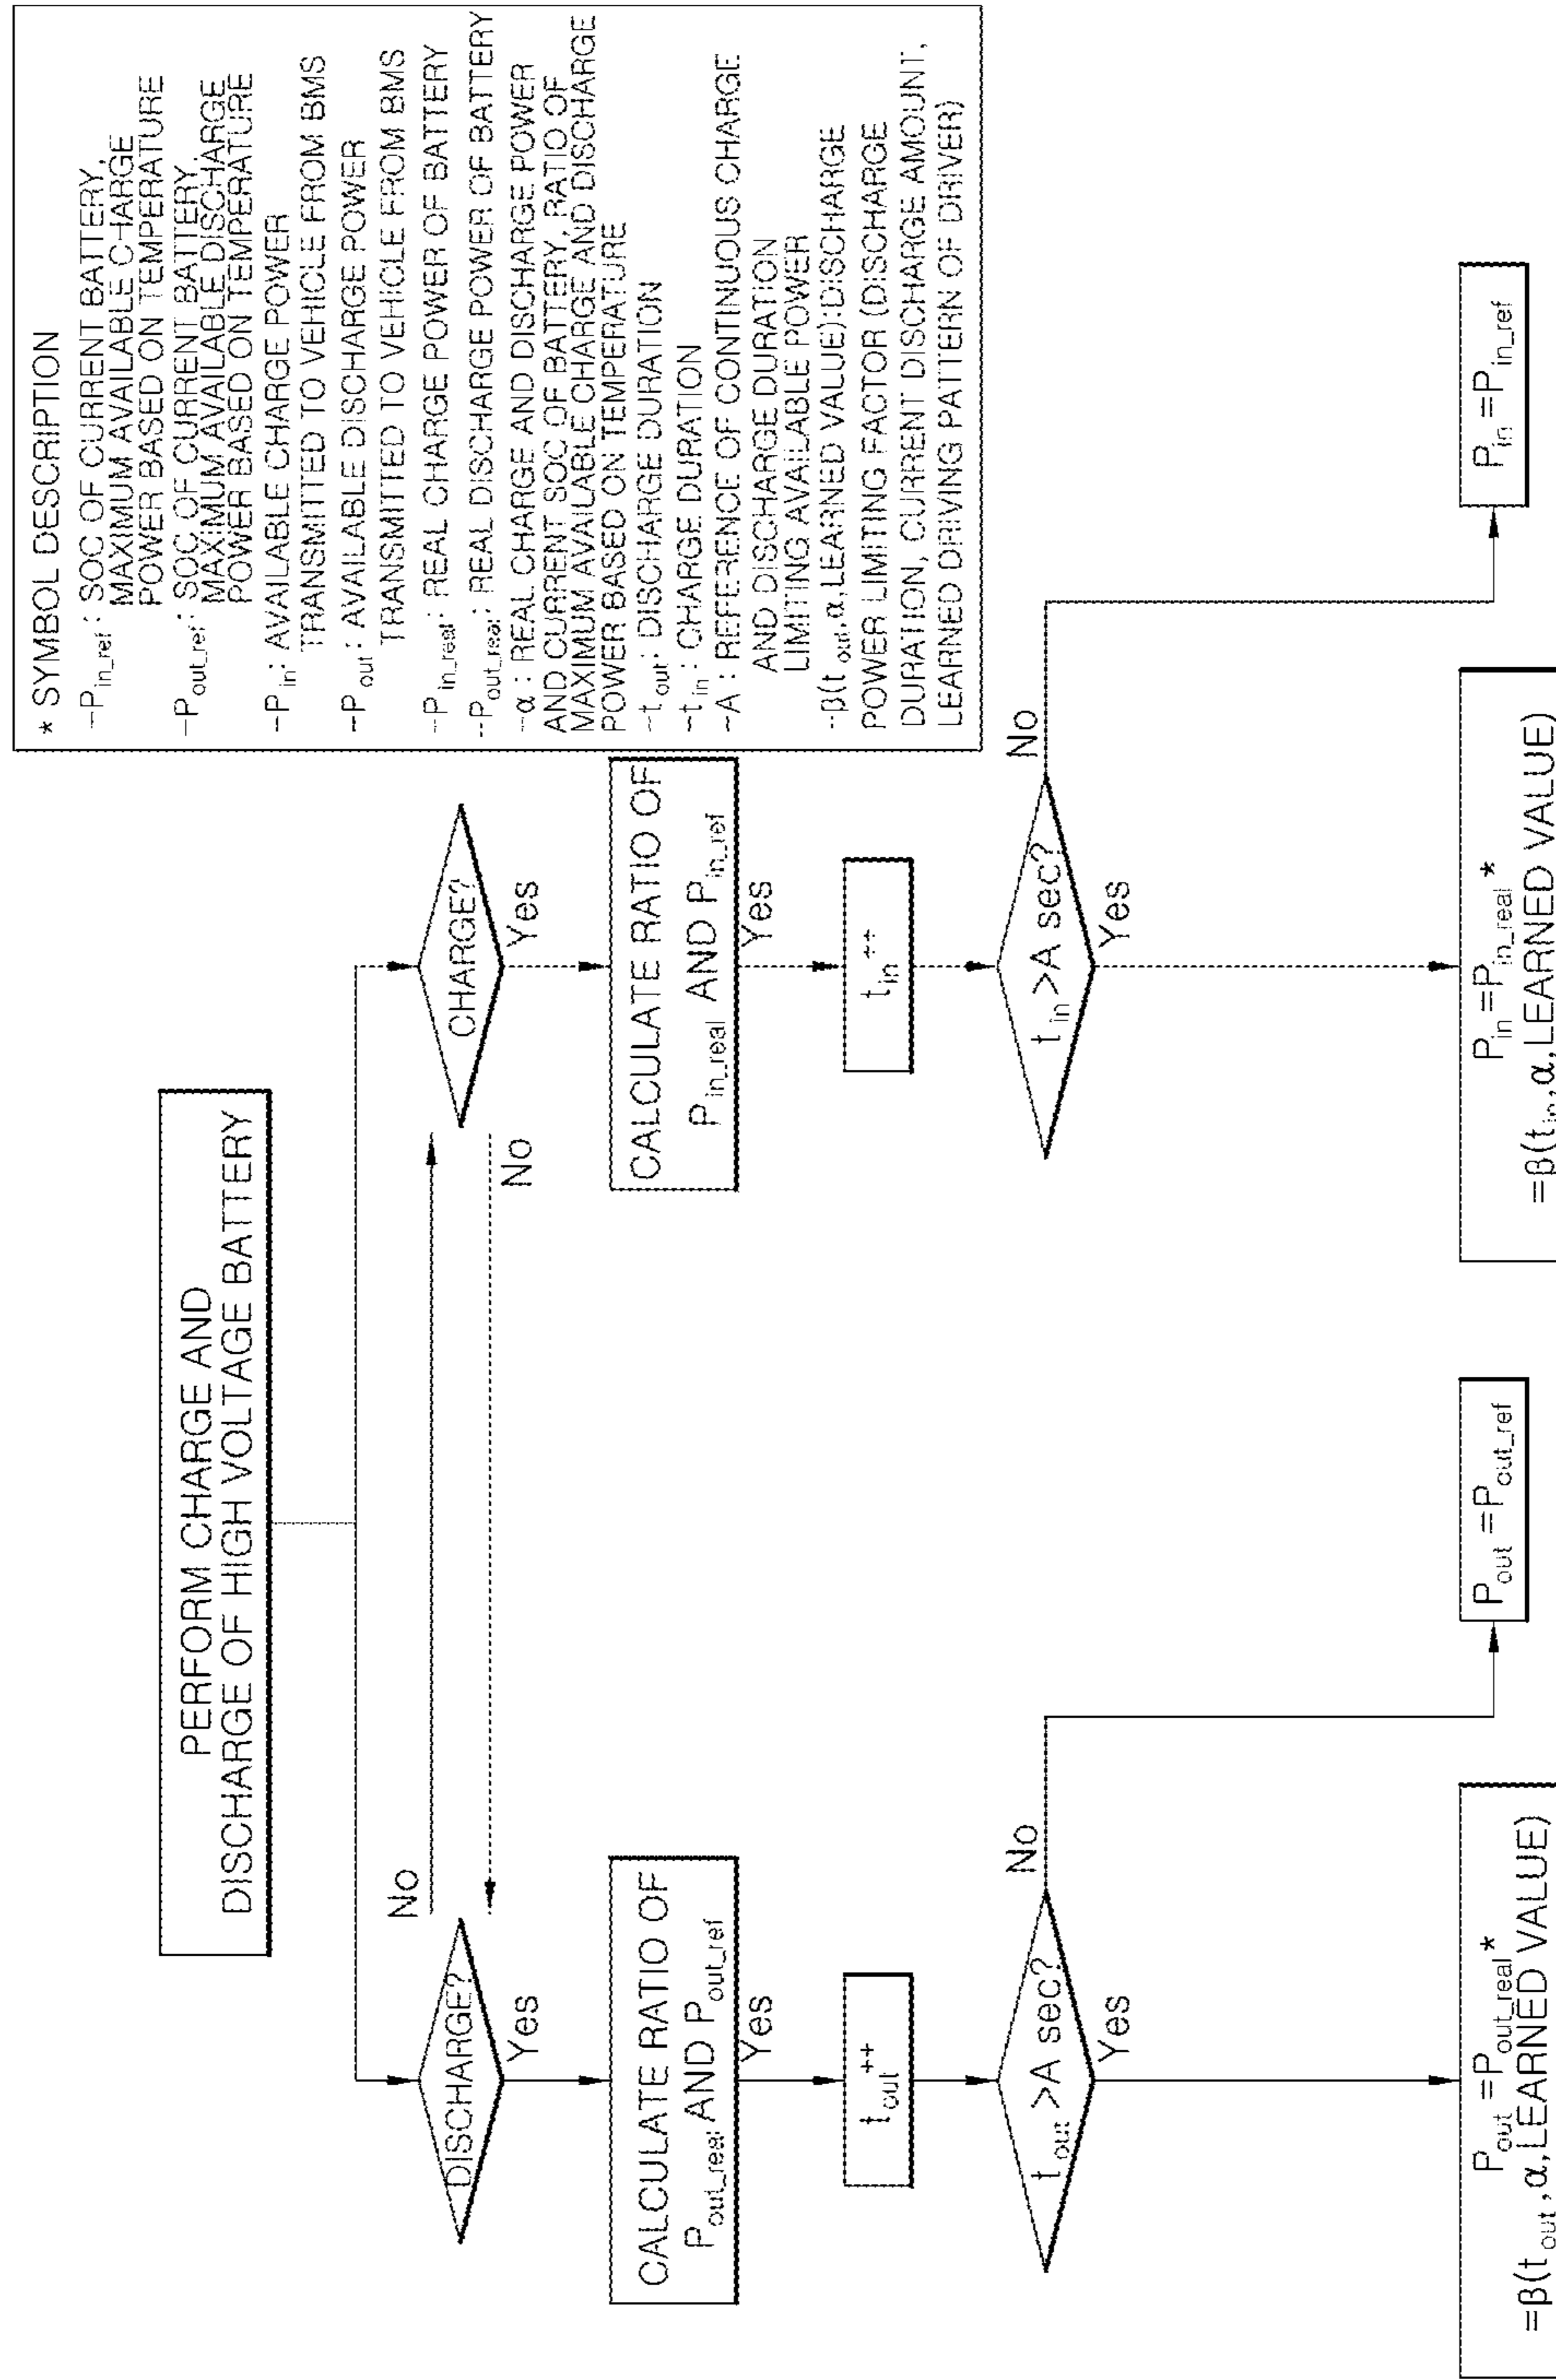 * SYMBOL DESCRIPTION
--P_in_ref : SOC OF CURRENT BATTERY,
MAXIMUM AVAILABLE CHARGE
POWER BASED ON TEMPERATURE
--P_out_ref : SOC OF CURRENT BATTERY,
MAXIMUM AVAILABLE DISCHARGE
POWER BASED ON TEMPERATURE
--P_in : AVAILABLE CHARGE POWER
TRANSMITTED TO VEHICLE FROM BMS
--P_out : AVAILABLE DISCHARGE POWER
TRANSMITTED TO VEHICLE FROM BMS
--P_in_real : REAL CHARGE POWER OF BATTERY
--P_out_real : REAL DISCHARGE POWER OF BATTERY
--α : REAL CHARGE AND DISCHARGE POWER
AND CURRENT SOC OF BATTERY, RATIO OF
MAXIMUM AVAILABLE CHARGE AND DISCHARGE
POWER BASED ON TEMPERATURE
--t_out : DISCHARGE DURATION
--t_in : CHARGE DURATION
--A : REFERENCE OF CONTINUOUS CHARGE
AND DISCHARGE DURATION
LIMITING AVAILABLE POWER
--β(t_out,α,LEARNED VALUE):DISCHARGE
POWER LIMITING FACTOR (DISCHARGE
DURATION, CURRENT DISCHARGE AMOUNT,
LEARNED DRIVING PATTERN OF DRIVER)
PERFORM CHARGE AND
DISCHARGE OF HIGH VOLTAGE BATTERY
DISCHARGE?
No
Yes
CALCULATE RATIO OF
P_out_real AND P_out_ref
Yes
t_out++
t_out >A sec?
No
Yes
P_out =P_out_real *
=β(t_out ,α,LEARNED VALUE)
P_out =P_out_ref
CHARGE?
No
Yes
CALCULATE RATIO OF
P_in_real AND P_in_ref
Yes
t_in++
t_in >A sec?
No
Yes
P_in =P_in_real *
=β(t_in,α,LEARNED VALUE)
P_in =P_in_ref